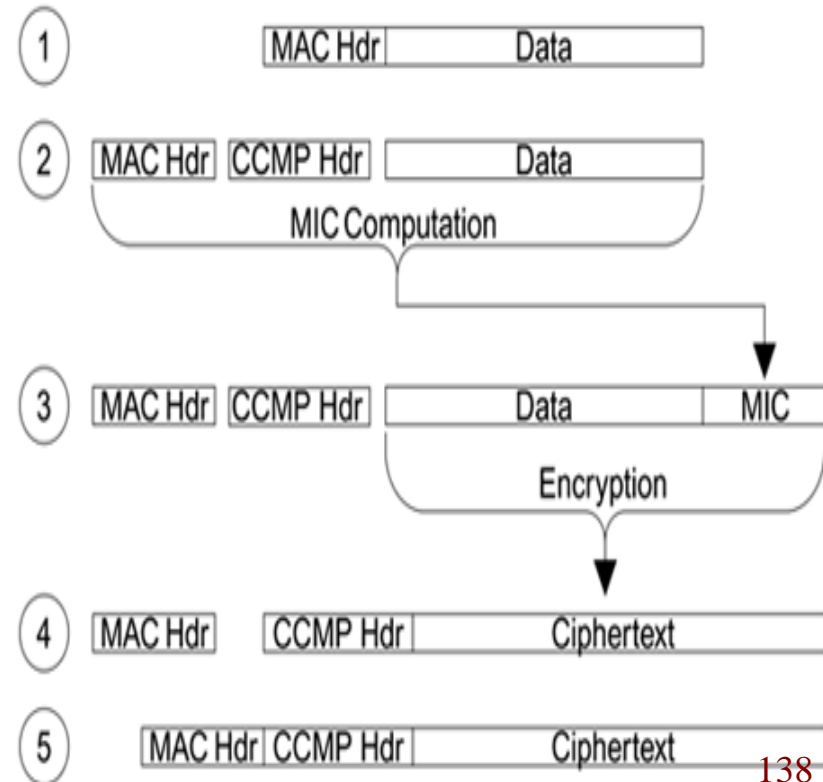 1 MAC Hdr Data
2 MAC Hdr CCMP Hdr Data
MIC Computation
3 MAC Hdr CCMP Hdr Data MIC
Encryption
4 MAC Hdr CCMP Hdr Ciphertext
5 MAC Hdr CCMP Hdr Ciphertext
138